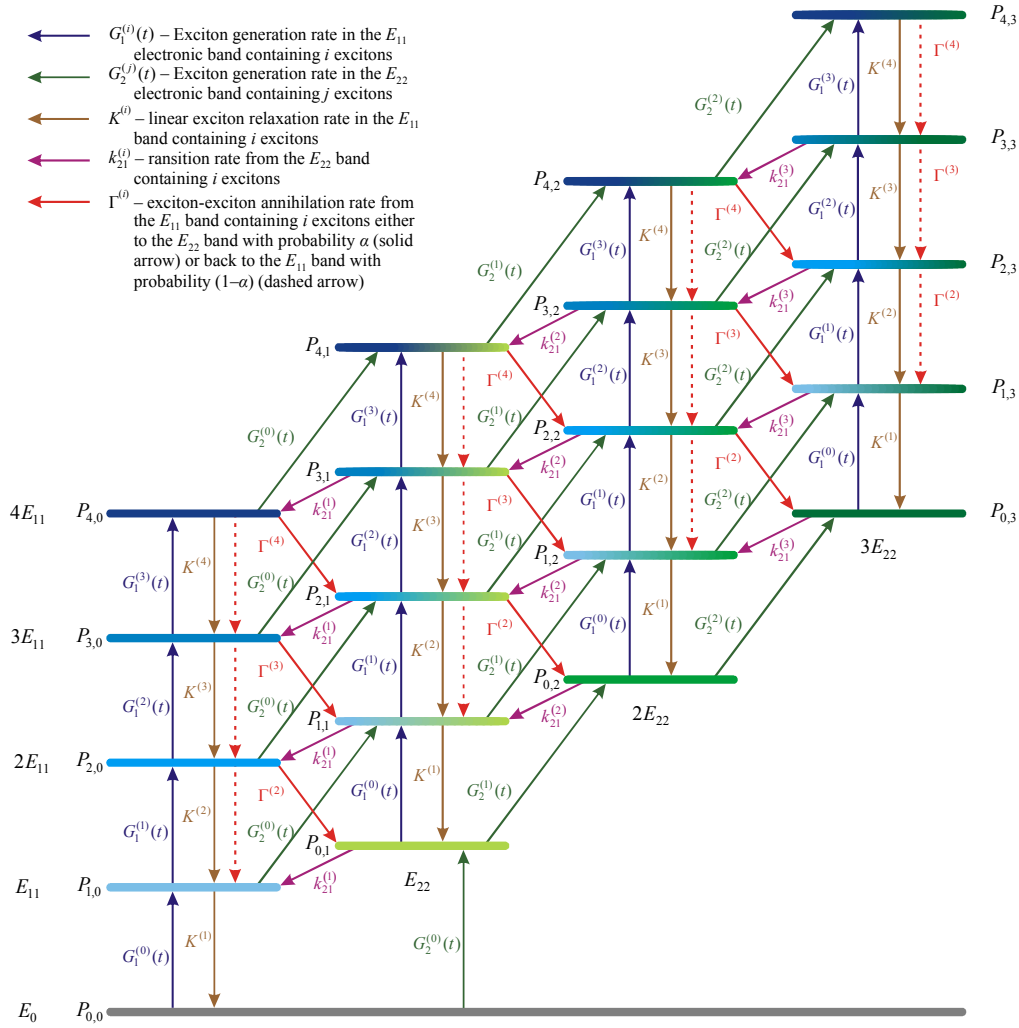 G₁⁽ⁱ⁾(t) – Exciton generation rate in the E₁₁
electronic band containing i excitons
G₂⁽ʲ⁾(t) – Exciton generation rate in the E₂₂
electronic band containing j excitons
K⁽ⁱ⁾ – linear exciton relaxation rate in the E₁₁
band containing i excitons
k₂₁⁽ⁱ⁾ – ransition rate from the E₂₂ band
containing i excitons
Γ⁽ⁱ⁾ – exciton-exciton annihilation rate from
the E₁₁ band containing i excitons either
to the E₂₂ band with probability α (solid
arrow) or back to the E₁₁ band with
probability (1–α) (dashed arrow)
P₄,₃
Γ⁽⁴⁾
K⁽⁴⁾
G₁⁽³⁾(t)
G₂⁽²⁾(t)
P₃,₃
k₂₁⁽³⁾
Γ⁽³⁾
P₄,₂
K⁽³⁾
G₁⁽²⁾(t)
Γ⁽⁴⁾
K⁽⁴⁾
G₁⁽³⁾(t)
G₂⁽²⁾(t)
G₂⁽¹⁾(t)
P₂,₃
k₂₁⁽³⁾
Γ⁽²⁾
P₃,₂
K⁽²⁾
G₁⁽¹⁾(t)
Γ⁽³⁾
k₂₁⁽²⁾
P₄,₁
K⁽³⁾
G₂⁽²⁾(t)
G₁⁽²⁾(t)
Γ⁽⁴⁾
P₁,₃
k₂₁⁽³⁾
K⁽⁴⁾
G₁⁽³⁾(t)
G₂⁽¹⁾(t)
G₂⁽⁰⁾(t)
P₂,₂
K⁽¹⁾
G₁⁽⁰⁾(t)
Γ⁽²⁾
k₂₁⁽²⁾
K⁽²⁾
P₃,₁
G₂⁽²⁾(t)
G₁⁽¹⁾(t)
Γ⁽³⁾
k₂₁⁽¹⁾
4E₁₁
P₄,₀
P₀,₃
K⁽³⁾
G₁⁽²⁾(t)
G₂⁽¹⁾(t)
Γ⁽⁴⁾
k₂₁⁽³⁾
3E₂₂
P₁,₂
K⁽⁴⁾
G₁⁽³⁾(t)
G₂⁽⁰⁾(t)
k₂₁⁽²⁾
P₂,₁
K⁽¹⁾
G₁⁽⁰⁾(t)
G₂⁽²⁾(t)
Γ⁽²⁾
k₂₁⁽¹⁾
3E₁₁
P₃,₀
K⁽²⁾
G₁⁽¹⁾(t)
G₂⁽¹⁾(t)
Γ⁽³⁾
P₀,₂
K⁽³⁾
G₁⁽²⁾(t)
G₂⁽⁰⁾(t)
k₂₁⁽²⁾
2E₂₂
P₁,₁
k₂₁⁽¹⁾
2E₁₁
P₂,₀
K⁽¹⁾
G₁⁽⁰⁾(t)
G₂⁽¹⁾(t)
Γ⁽²⁾
K⁽²⁾
G₁⁽¹⁾(t)
G₂⁽⁰⁾(t)
P₀,₁
k₂₁⁽¹⁾
E₂₂
E₁₁
P₁,₀
K⁽¹⁾
G₁⁽⁰⁾(t)
G₂⁽⁰⁾(t)
E₀
P₀,₀